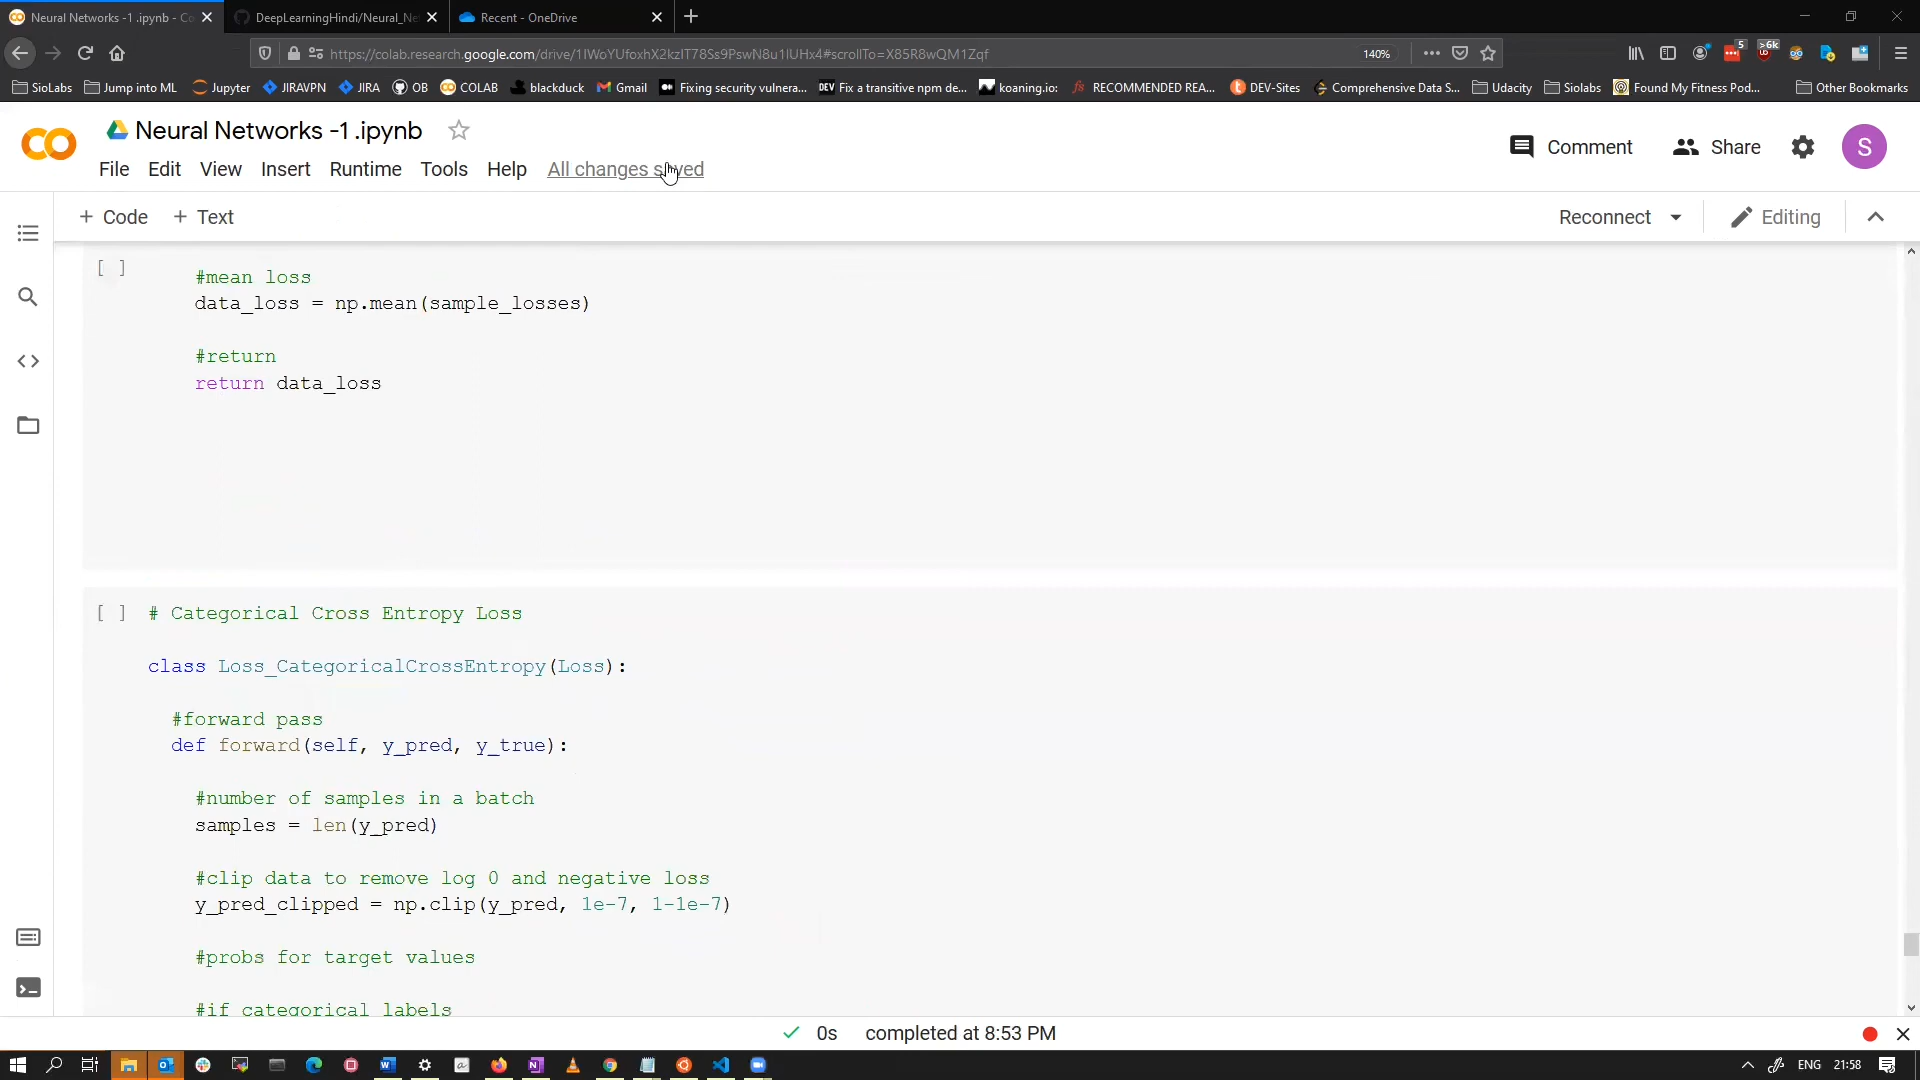 Neural Networks -1 .ipynb - Co
DeepLearningHindi/Neural_Ne
Recent - OneDrive
https://colab.research.google.com/drive/1IWoYUfoxhX2kzIT78Ss9PswN8u1IUHx4#scrollTo=X85R8wQM1Zqf
140%
5
>6k
SioLabs
Jump into ML
Jupyter
JIRAVPN
JIRA
OB
COLAB
blackduck
Gmail
Fixing security vulnera...
DEV
Fix a transitive npm de...
koaning.io:
RECOMMENDED REA...
DEV-Sites
Comprehensive Data S...
Udacity
Siolabs
Found My Fitness Pod...
Other Bookmarks
Neural Networks -1 .ipynb
Comment
Share
S
File Edit View Insert Runtime Tools Help All changes saved
+ Code + Text
Reconnect
Editing
[ ]
#mean loss
data_loss = np.mean(sample_losses)
#return
return data_loss
[ ] # Categorical Cross Entropy Loss
class Loss_CategoricalCrossEntropy(Loss):
#forward pass
def forward(self, y_pred, y_true):
#number of samples in a batch
samples = len(y_pred)
#clip data to remove log 0 and negative loss
y_pred_clipped = np.clip(y_pred, 1e-7, 1-1e-7)
#probs for target values
#if categorical labels
0s completed at 8:53 PM
ENG 21:58